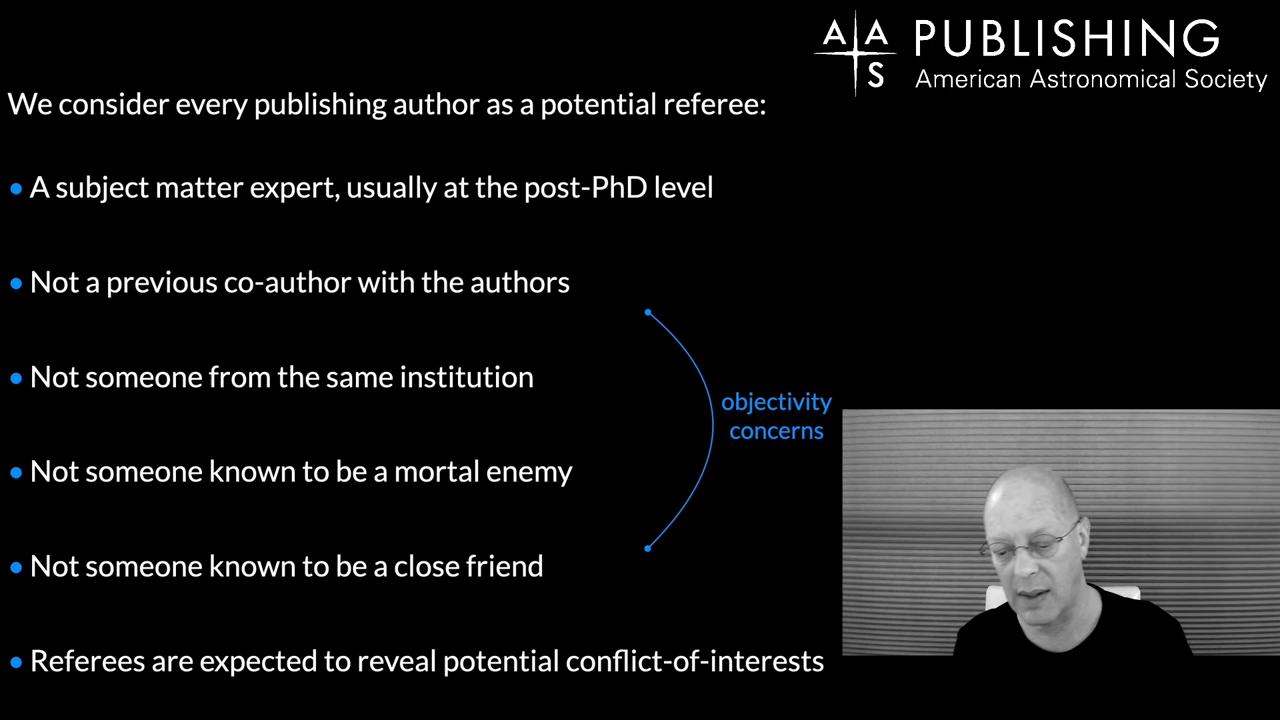 A A S
PUBLISHING
American Astronomical Society
We consider every publishing author as a potential referee:
• A subject matter expert, usually at the post-PhD level
• Not a previous co-author with the authors
• Not someone from the same institution
objectivity
concerns
• Not someone known to be a mortal enemy
• Not someone known to be a close friend
• Referees are expected to reveal potential conflict-of-interests